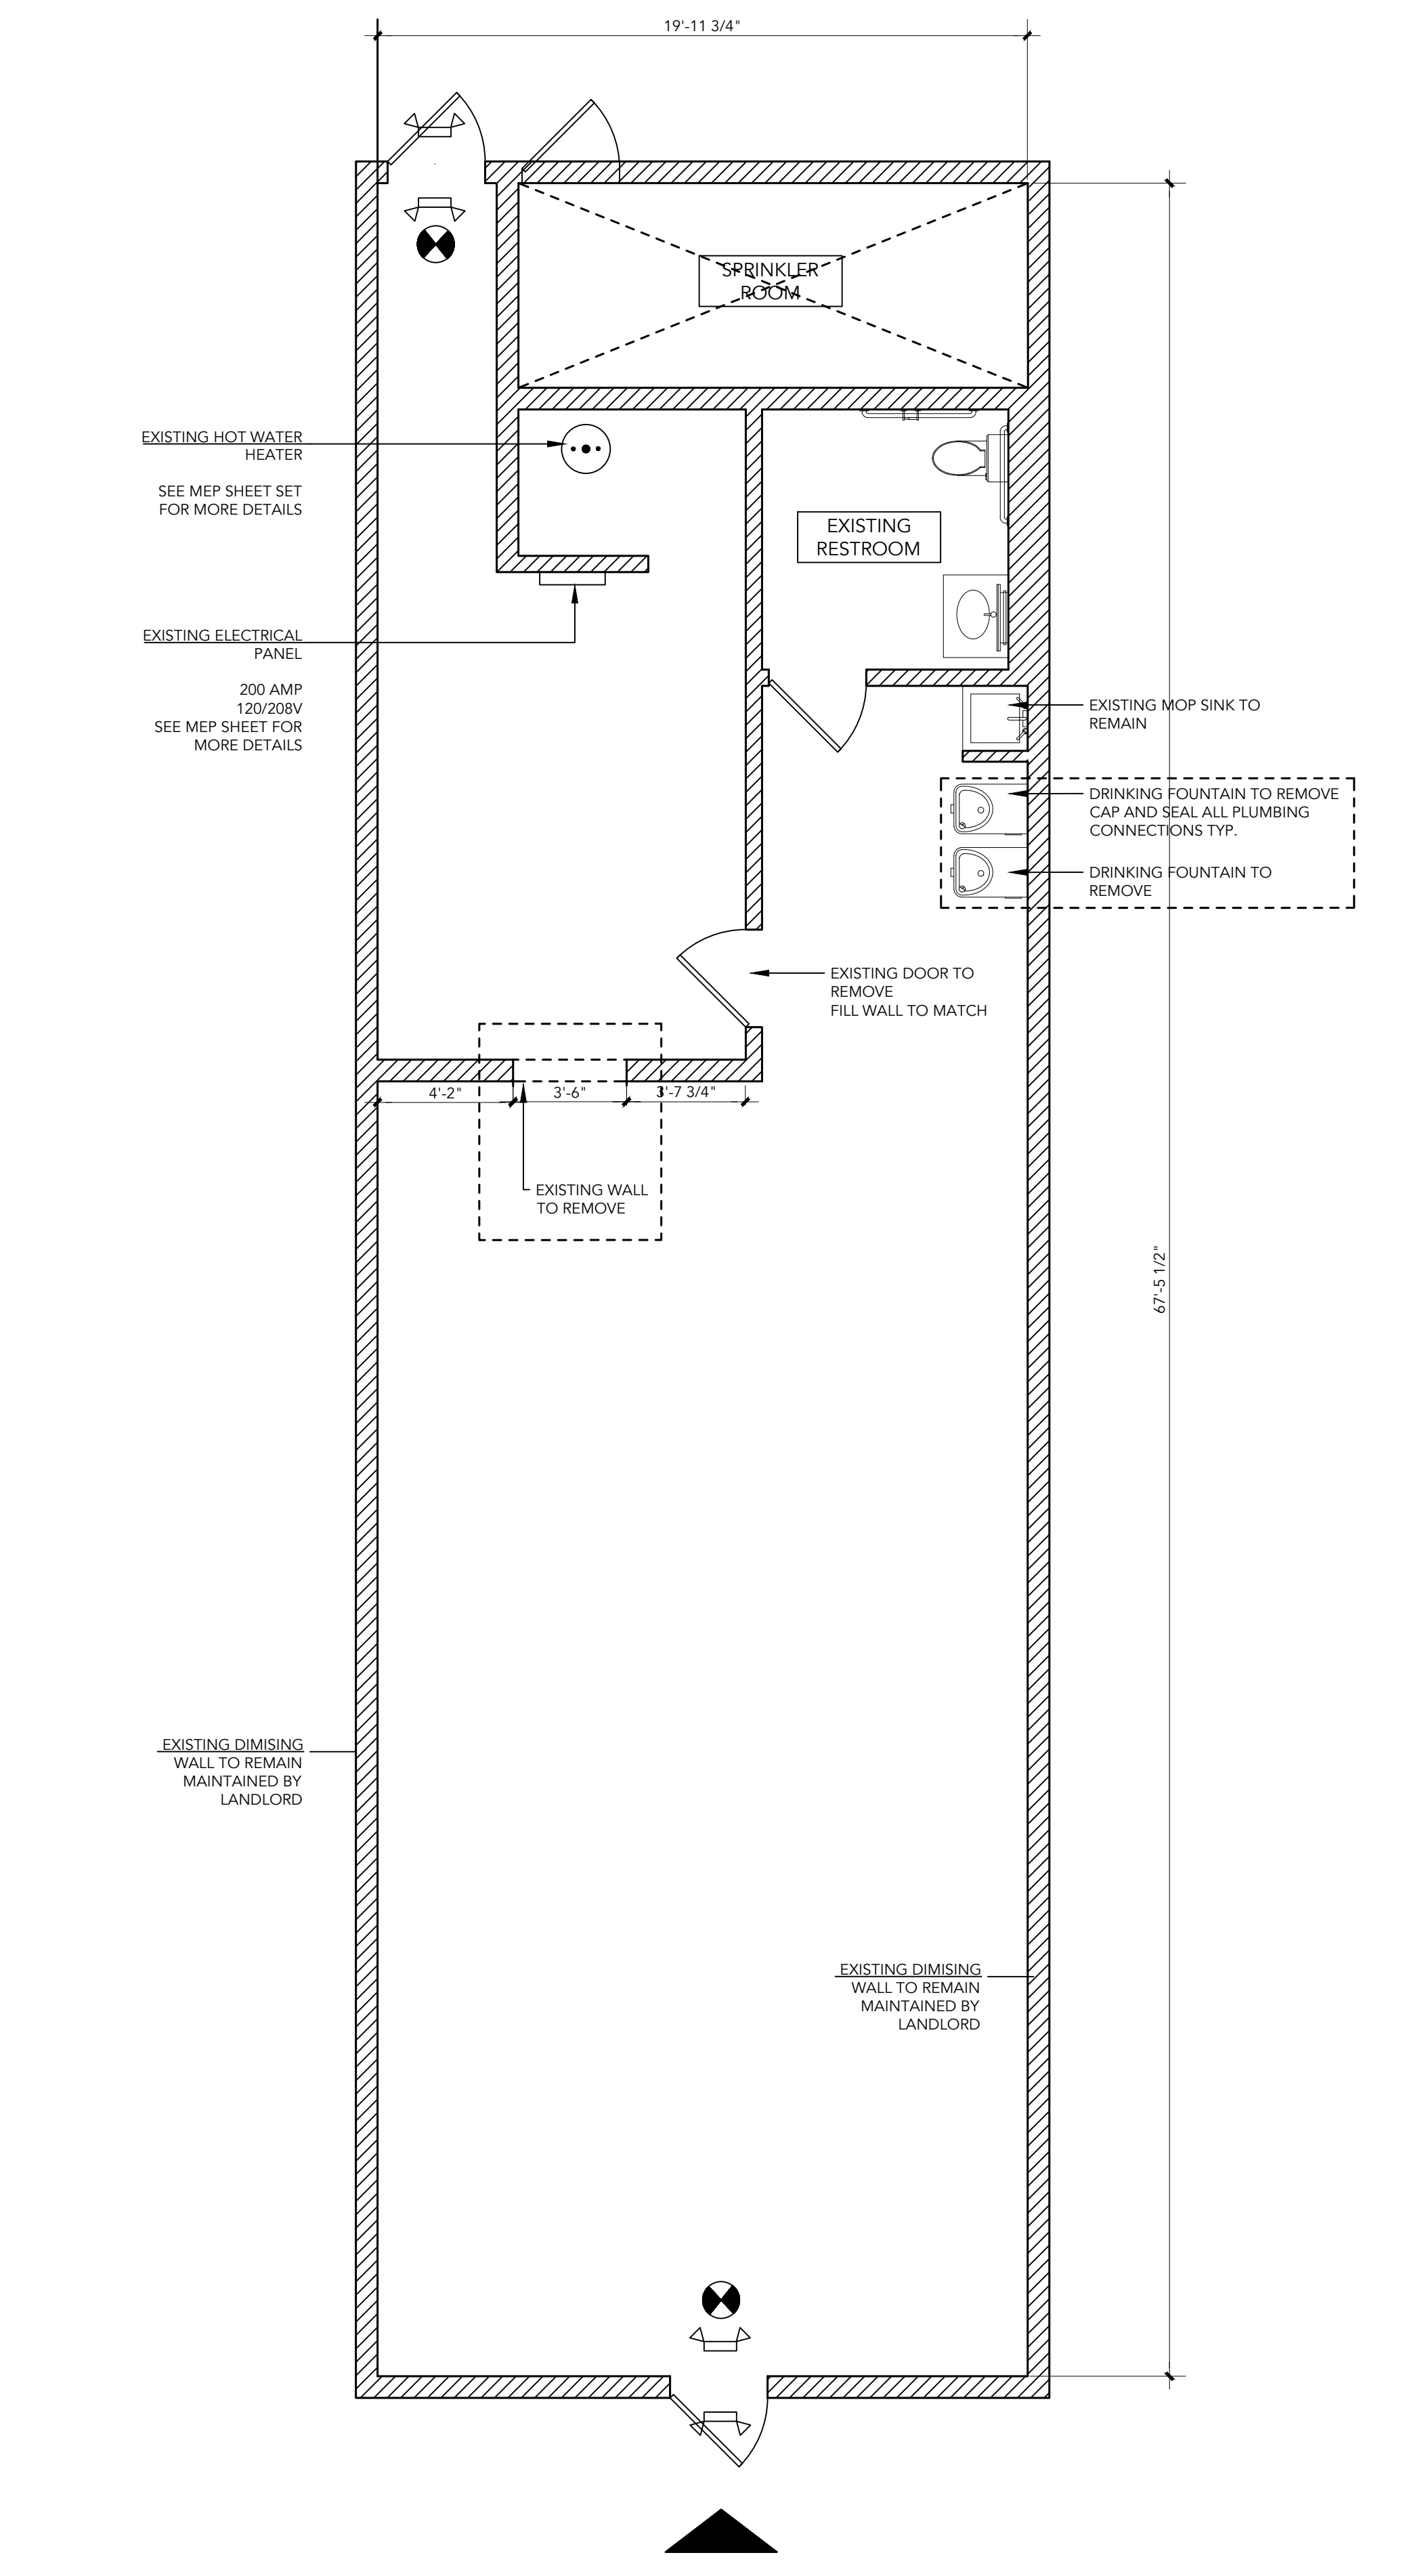 19'-11 3/4"
SPRINKLER
ROOM
EXISTING HOT WATER
HEATER
SEE MEP SHEET SET
FOR MORE DETAILS
EXISTING
RESTROOM
EXISTING ELECTRICAL
PANEL
200 AMP
120/208V
SEE MEP SHEET FOR
MORE DETAILS
EXISTING MOP SINK TO
REMAIN
DRINKING FOUNTAIN TO REMOVE
CAP AND SEAL ALL PLUMBING
CONNECTIONS TYP.
DRINKING FOUNTAIN TO
REMOVE
EXISTING DOOR TO
REMOVE
FILL WALL TO MATCH
4'-2"
3'-6"
3'-7 3/4"
EXISTING WALL
TO REMOVE
67'-5 1/2"
EXISTING DIMISING
WALL TO REMAIN
MAINTAINED BY
LANDLORD
EXISTING DIMISING
WALL TO REMAIN
MAINTAINED BY
LANDLORD